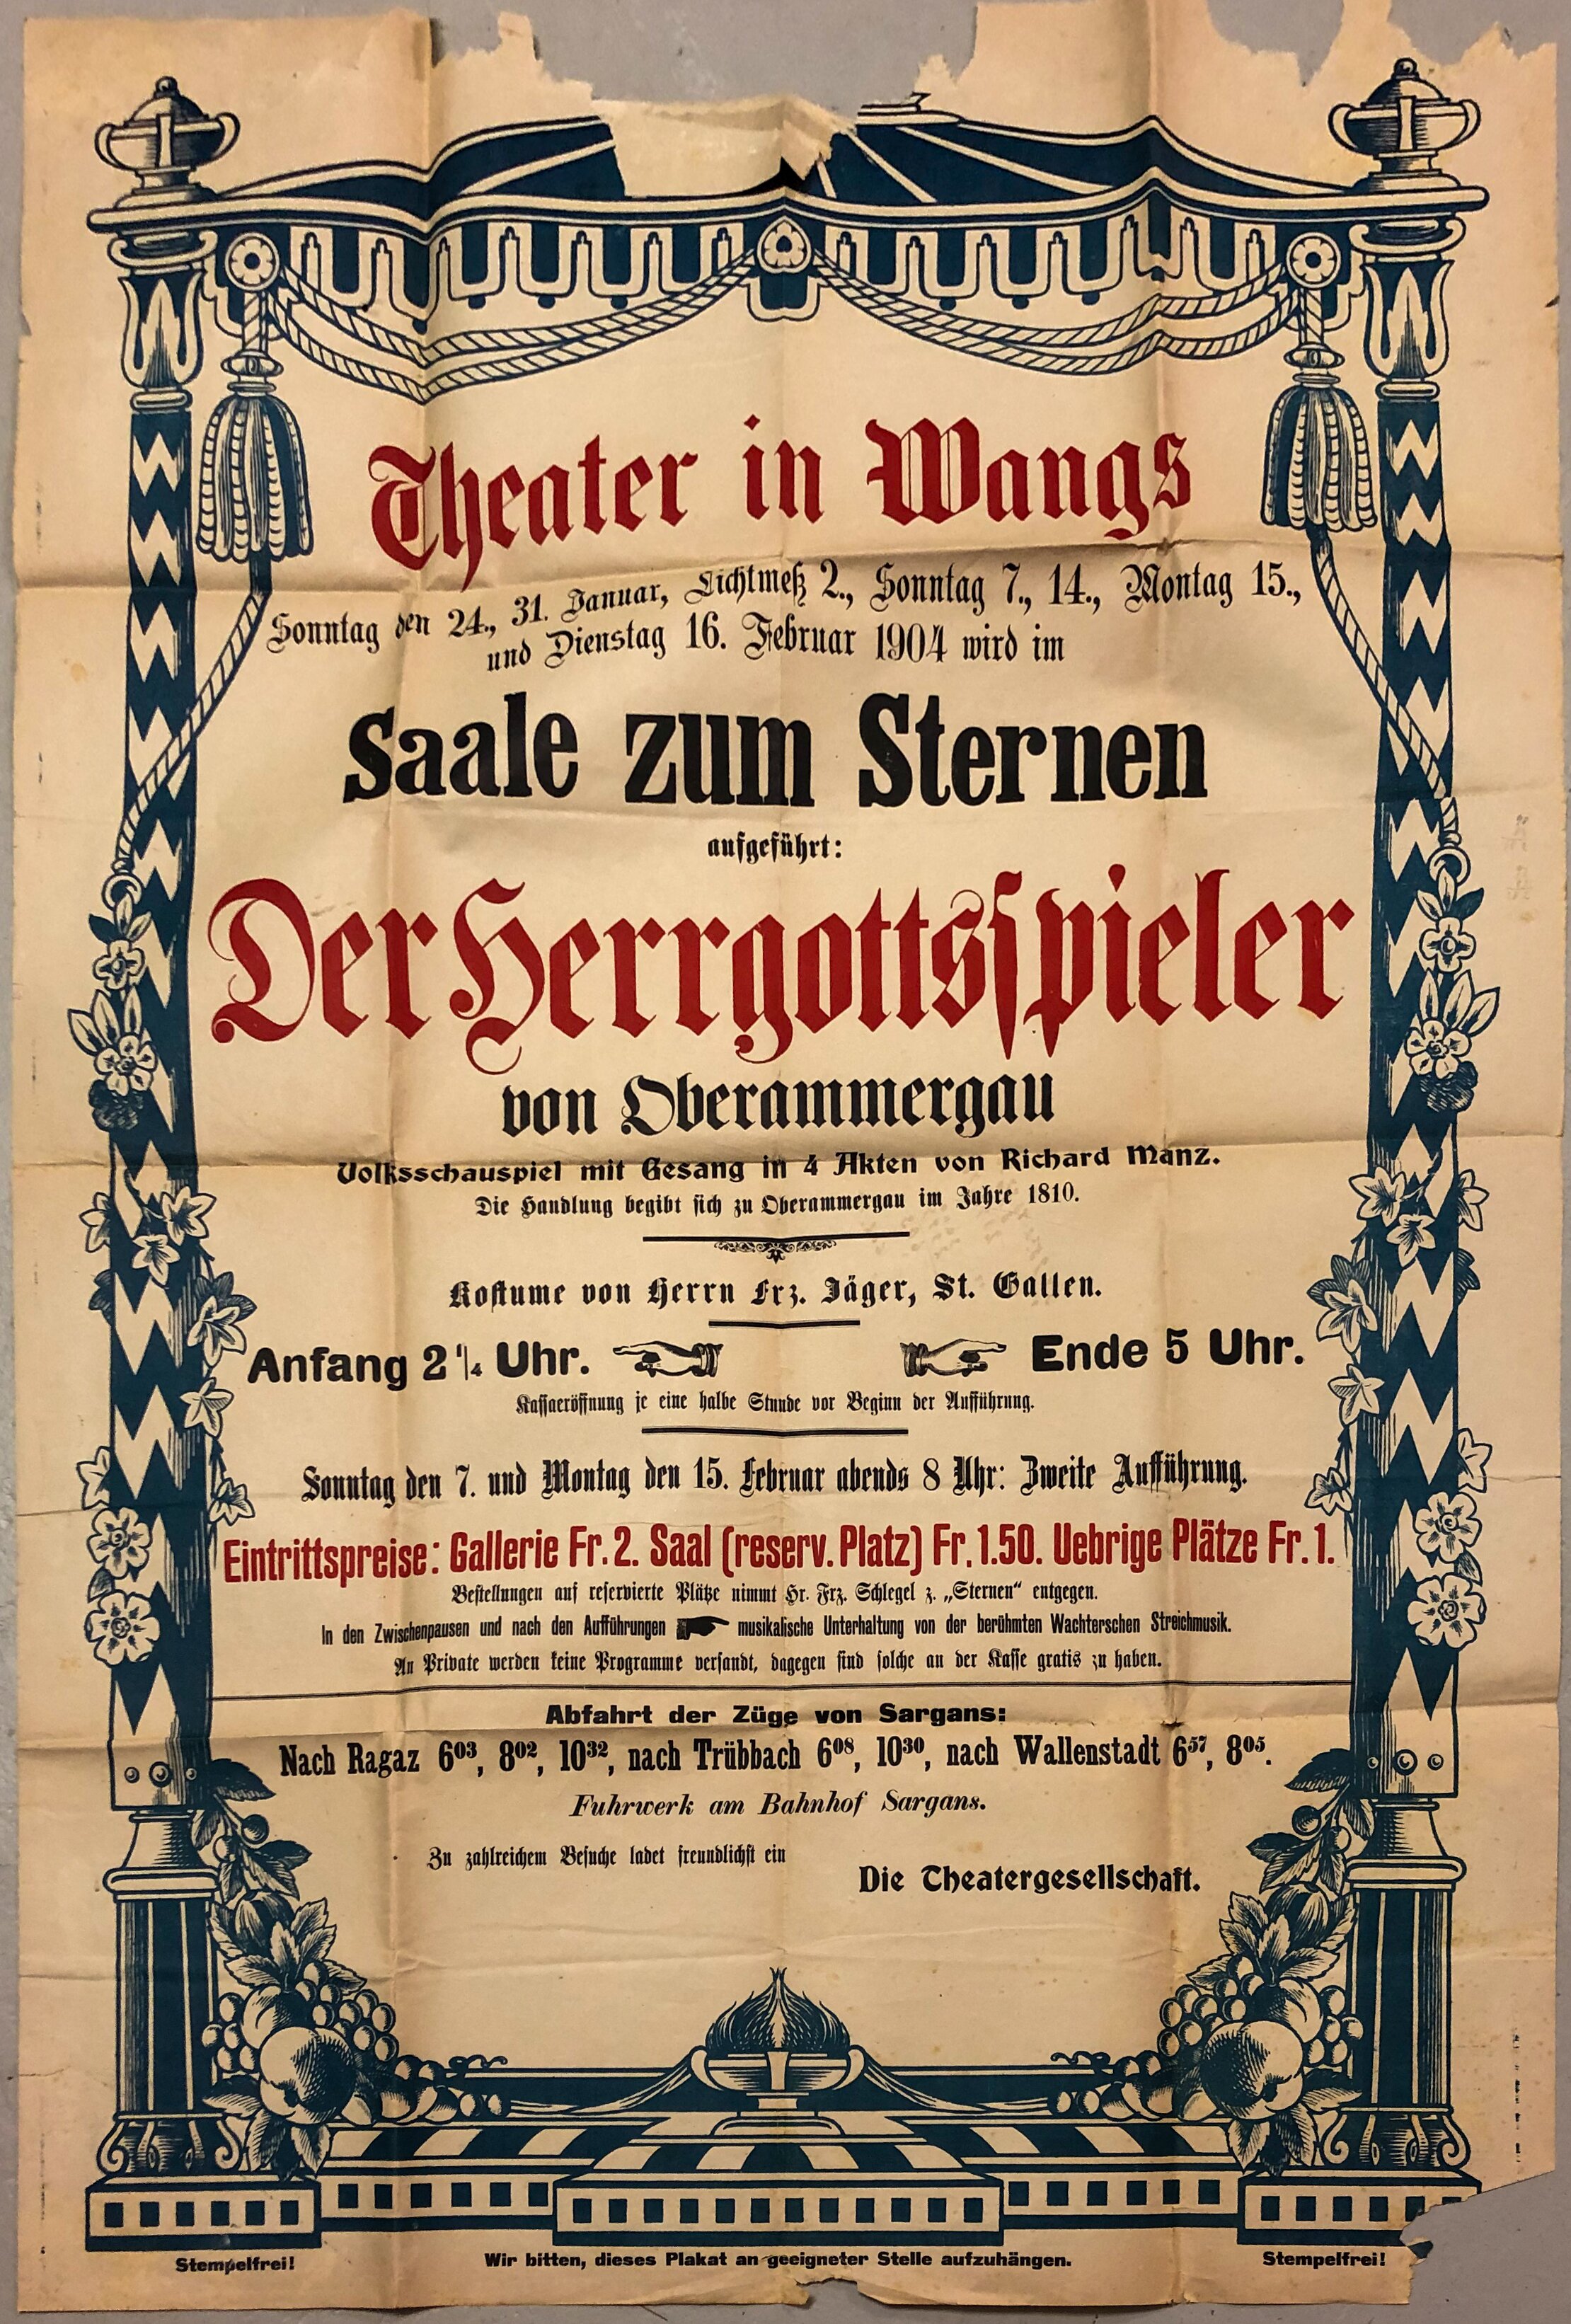 Theater in Wangs
Sonntag den 24., 31. Januar, Lichtmeß 2., Sonntag 7., 14., Montag 15.,
und Dienstag 16. Februar 1904 wird im
Saale zum Sternen
aufgeführt:
Der Herrgottsspieler
von Oberammergau
Volksschauspiel mit Gesang in 4 Akten von Richard Manz.
Die Handlung begibt sich zu Oberammergau im Jahre 1810.
Kostume von Herrn Frz. Jäger, St. Gallen.
Anfang 2 1/4 Uhr. Ende 5 Uhr.
Kassaeröffnung je eine halbe Stunde vor Beginn der Aufführung.
Sonntag den 7. und Montag den 15. Februar abends 8 Uhr: Zweite Aufführung.
Eintrittspreise: Gallerie Fr. 2. Saal (reserv. Platz) Fr. 1.50. Uebrige Plätze Fr. 1.
Bestellungen auf reservierte Plätze nimmt Hr. Frz. Schlegel z. „Sternen“ entgegen.
In den Zwischenpausen und nach den Aufführungen musikalische Unterhaltung von der berühmten Wachterschen Streichmusik.
An Private werden keine Programme versandt, dagegen sind solche an der Kasse gratis zu haben.
Abfahrt der Züge von Sargans:
Nach Ragaz 6⁰³, 8⁰², 10³², nach Trübbach 6⁰⁸, 10³⁰, nach Wallenstadt 6⁵⁷, 8⁰⁵.
Fuhrwerk am Bahnhof Sargans.
Zu zahlreichem Besuche ladet freundlichst ein
Die Theatergesellschaft.
Stempelfrei! Wir bitten, dieses Plakat an geeigneter Stelle aufzuhängen. Stempelfrei!